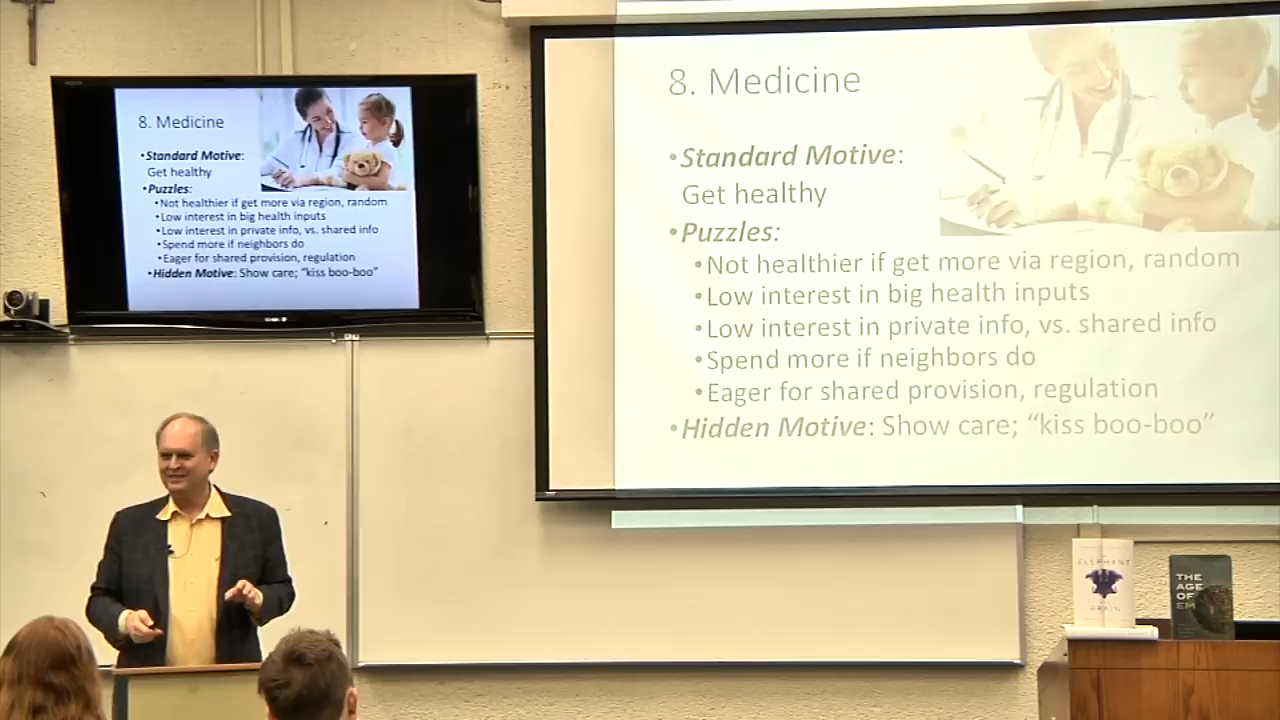 8. Medicine
•Standard Motive:
Get healthy
•Puzzles:
•Not healthier if get more via region, random
•Low interest in big health inputs
•Low interest in private info, vs. shared info
•Spend more if neighbors do
•Eager for shared provision, regulation
•Hidden Motive: Show care; “kiss boo-boo”
8. Medicine
•Standard Motive:
Get healthy
•Puzzles:
•Not healthier if get more via region, random
•Low interest in big health inputs
•Low interest in private info, vs. shared info
•Spend more if neighbors do
•Eager for shared provision, regulation
•Hidden Motive: Show care; “kiss boo-boo”
ELEPHANT
BRAIN
THE
AGE
OF
EM